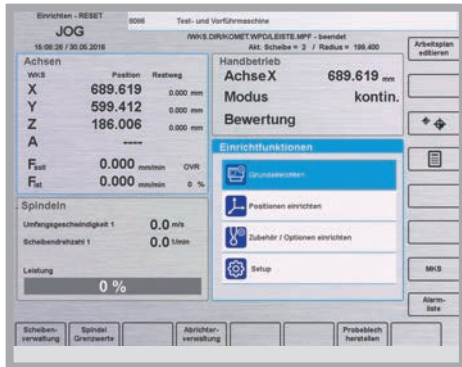 Einrichten - RESET
8098
Test- und Vorführmaschine
JOG
/WKS.DIR/KOMET.WPD/LEISTE.MPF - beendet
15:08:26 / 30.05.2016
Akt. Scheibe = 2 / Radius = 199.400
Arbeitsplan editieren
Achsen
WKS Position Restweg
X 689.619 0.000 mm
Y 599.412 0.000 mm
Z 186.006 0.000 mm
A ----
Fsoll 0.000 mm/min OVR
Fist 0.000 mm/min 0 %
Handbetrieb
AchseX 689.619 mm
Modus kontin.
Bewertung
Einrichtfunktionen
Grundeinrichten
Positionen einrichten
Zubehör / Optionen einrichten
Setup
Spindeln
Umfangsgeschwindigkeit 1 0.0 m/s
Scheibendrehzahl 1 0.0 1/min
Leistung
0 %
MKS
Alarm-
liste
Scheiben-
verwaltung
Spindel
Grenzwerte
Abrichter-
verwaltung
Probeblech
herstellen